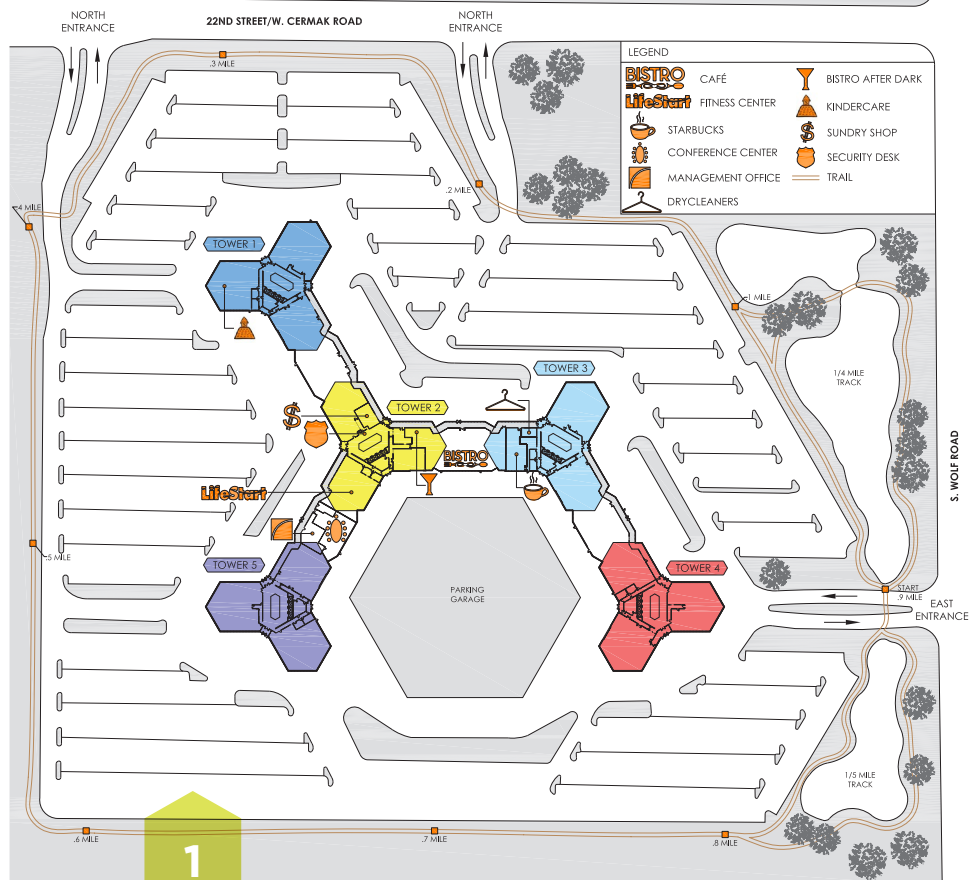 NORTH
ENTRANCE
22ND STREET/W. CERMAK ROAD
NORTH
ENTRANCE
LEGEND
BISTRO CAFÉ
LifeStart FITNESS CENTER
STARBUCKS
CONFERENCE CENTER
MANAGEMENT OFFICE
DRYCLEANERS
BISTRO AFTER DARK
KINDERCARE
$ SUNDRY SHOP
SECURITY DESK
TRAIL
.3 MILE
.2 MILE
.4 MILE
TOWER 1
.1 MILE
1/4 MILE
TRACK
TOWER 3
TOWER 2
$
BISTRO
LifeStart
S. WOLF ROAD
.5 MILE
TOWER 5
TOWER 4
PARKING
GARAGE
START
.9 MILE
EAST
ENTRANCE
1/5 MILE
TRACK
.6 MILE
.7 MILE
.8 MILE
1